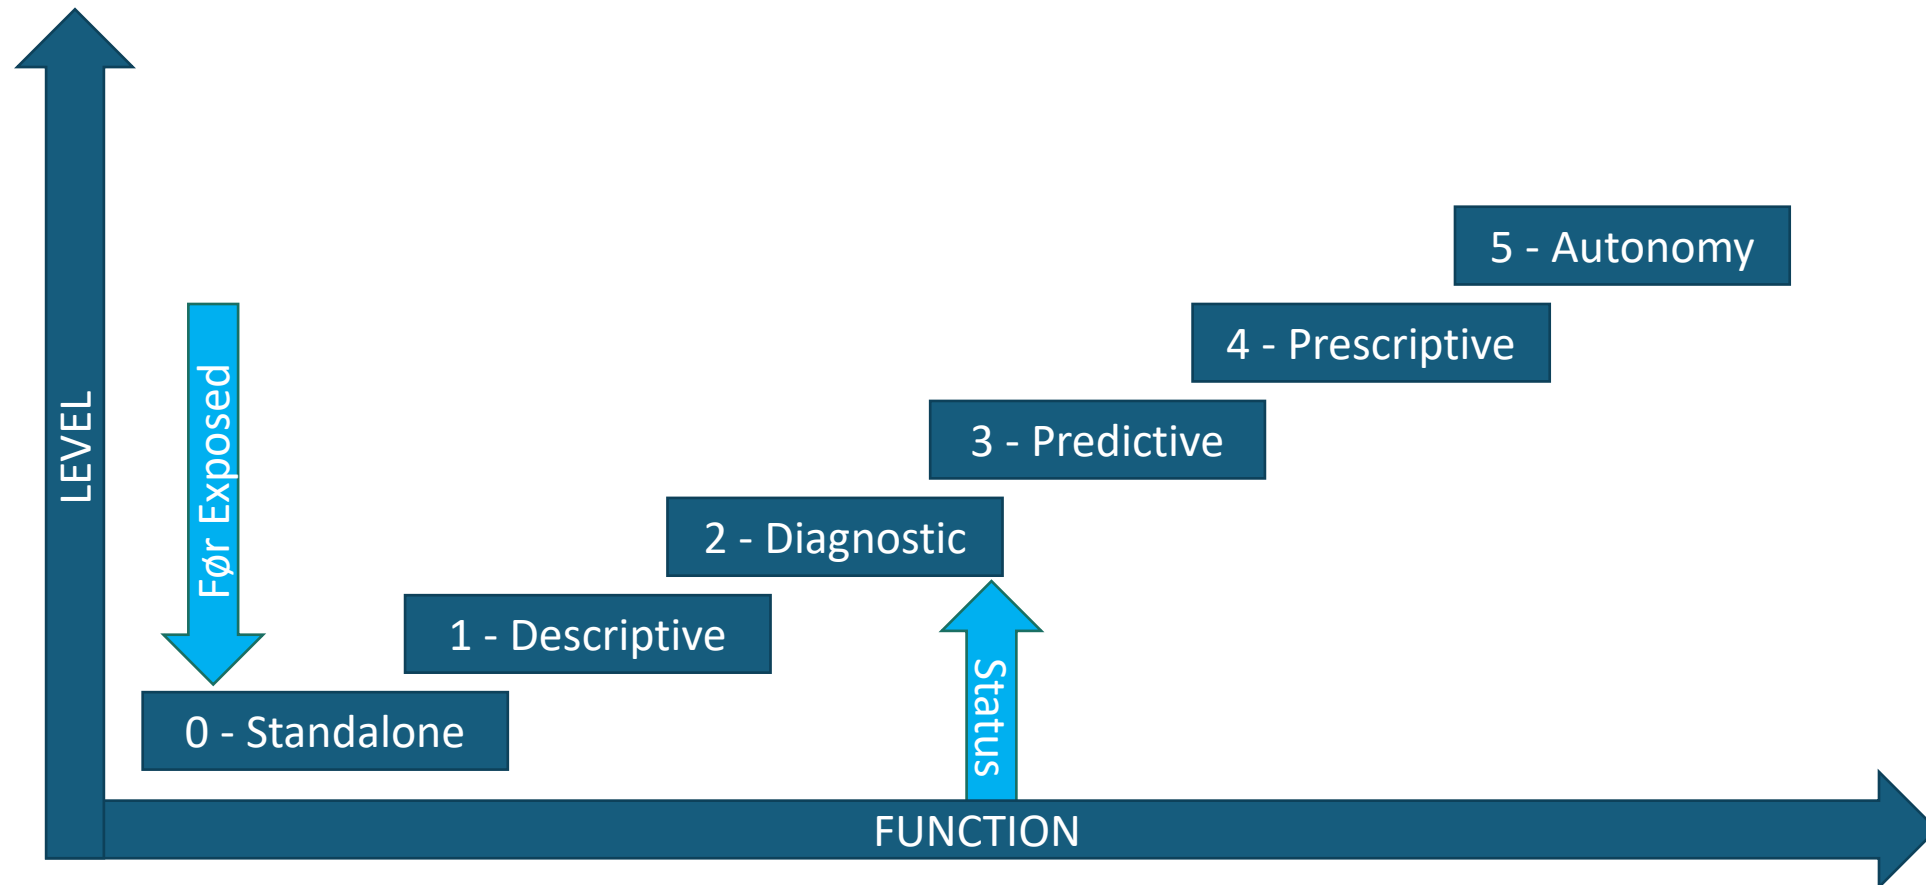 LEVEL
Før Exposed
5 - Autonomy
4 - Prescriptive
3 - Predictive
2 - Diagnostic
1 - Descriptive
0 - Standalone
Status
FUNCTION